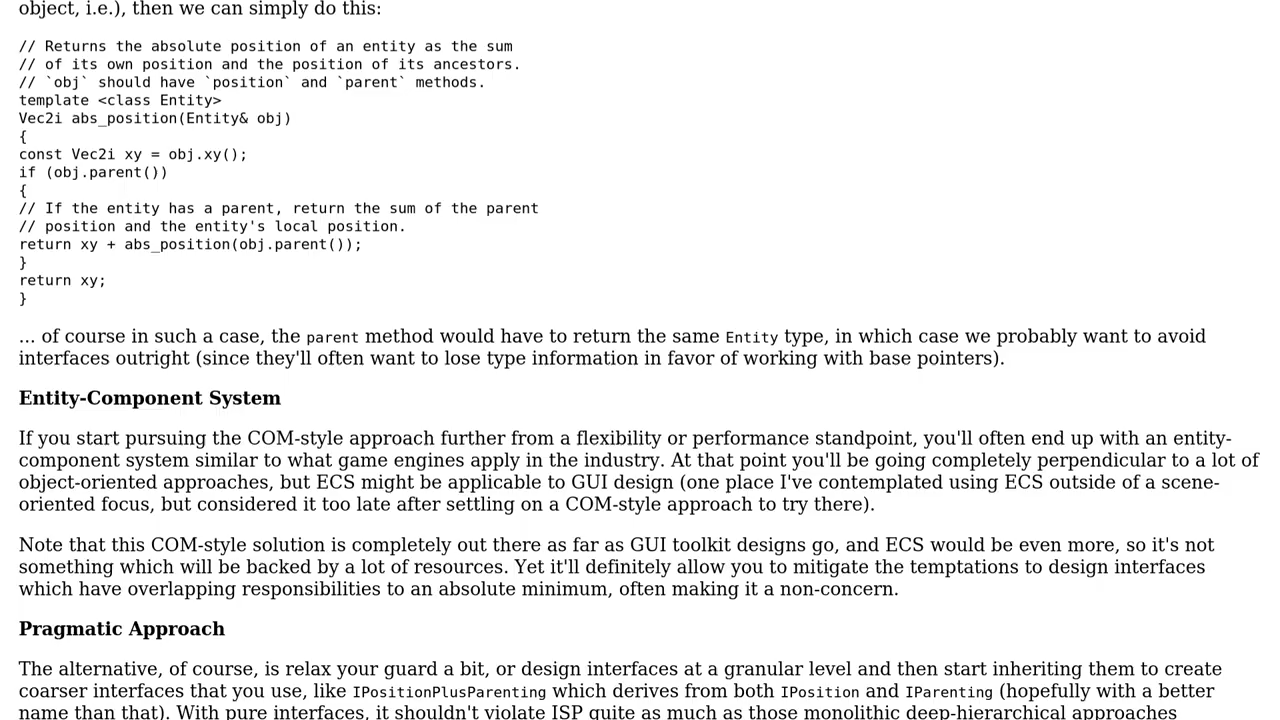 object, i.e.), then we can simply do this:
// Returns the absolute position of an entity as the sum
// of its own position and the position of its ancestors.
// `obj` should have `position` and `parent` methods.
template <class Entity>
Vec2i abs_position(Entity& obj)
{
const Vec2i xy = obj.xy();
if (obj.parent())
{
// If the entity has a parent, return the sum of the parent
// position and the entity's local position.
return xy + abs_position(obj.parent());
}
return xy;
}
... of course in such a case, the parent method would have to return the same Entity type, in which case we probably want to avoid
interfaces outright (since they'll often want to lose type information in favor of working with base pointers).
Entity-Component System
If you start pursuing the COM-style approach further from a flexibility or performance standpoint, you'll often end up with an entity-
component system similar to what game engines apply in the industry. At that point you'll be going completely perpendicular to a lot of
object-oriented approaches, but ECS might be applicable to GUI design (one place I've contemplated using ECS outside of a scene-
oriented focus, but considered it too late after settling on a COM-style approach to try there).
Note that this COM-style solution is completely out there as far as GUI toolkit designs go, and ECS would be even more, so it's not
something which will be backed by a lot of resources. Yet it'll definitely allow you to mitigate the temptations to design interfaces
which have overlapping responsibilities to an absolute minimum, often making it a non-concern.
Pragmatic Approach
The alternative, of course, is relax your guard a bit, or design interfaces at a granular level and then start inheriting them to create
coarser interfaces that you use, like IPositionPlusParenting which derives from both IPosition and IParenting (hopefully with a better
name than that). With pure interfaces, it shouldn't violate ISP quite as much as those monolithic deep-hierarchical approaches